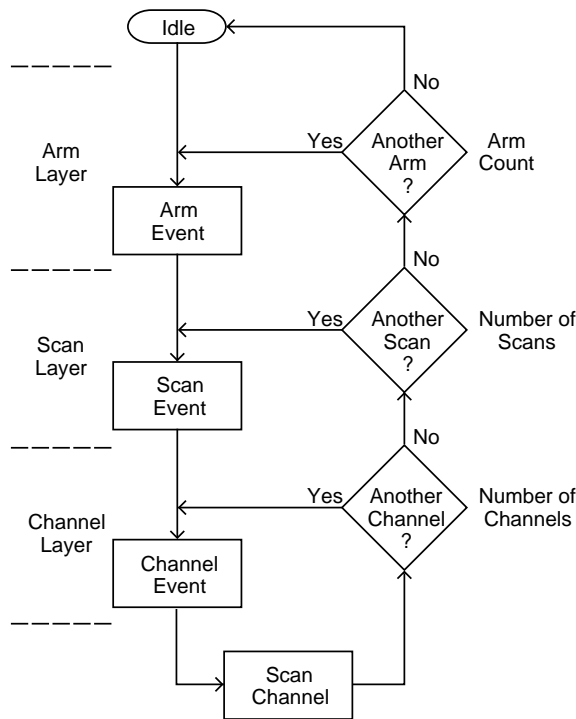 Idle
No
Yes
Another
Arm
?
Arm
Count
Arm
Layer
Arm
Event
No
Yes
Another
Scan
?
Number of
Scans
Scan
Layer
Scan
Event
No
Yes
Another
Channel
?
Number of
Channels
Channel
Layer
Channel
Event
Scan
Channel